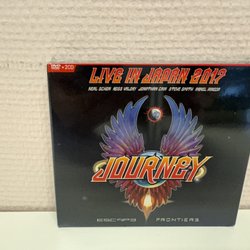 DVD + 2CD
LIVE IN JAPAN 2017
NEAL SCHON ROSS VALORY JONATHAN CAIN STEVE SMITH ARNEL PINEDA
JOURNEY
ESCAPE FRONTIERS